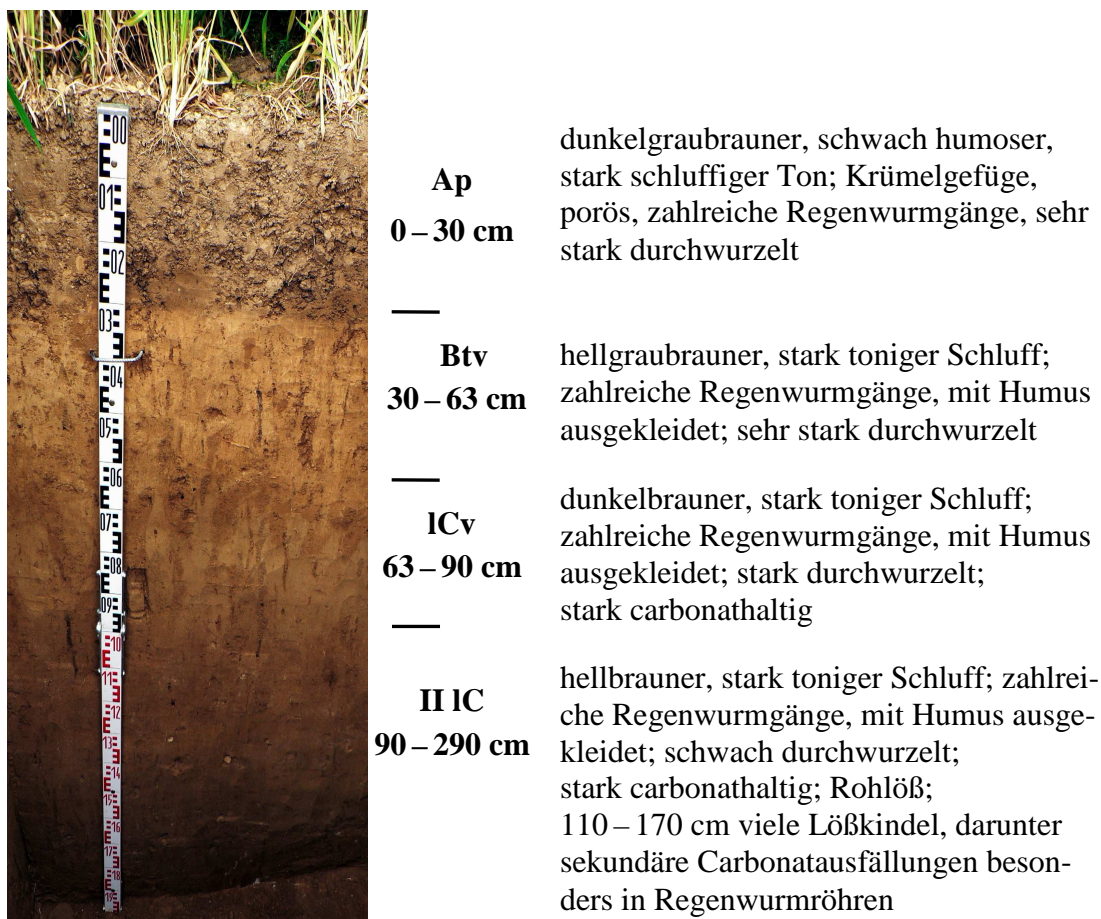 00
01
02
03
04
05
06
07
08
09
10
11
12
13
14
15
16
17
18
19
Ap
0 – 30 cm
dunkelgraubrauner, schwach humoser,
stark schluffiger Ton; Krümelgefüge,
porös, zahlreiche Regenwurmgänge, sehr
stark durchwurzelt
Btv
30 – 63 cm
hellgraubrauner, stark toniger Schluff;
zahlreiche Regenwurmgänge, mit Humus
ausgekleidet; sehr stark durchwurzelt
lCv
63 – 90 cm
dunkelbrauner, stark toniger Schluff;
zahlreiche Regenwurmgänge, mit Humus
ausgekleidet; stark durchwurzelt;
stark carbonathaltig
II lC
90 – 290 cm
hellbrauner, stark toniger Schluff; zahlrei-
che Regenwurmgänge, mit Humus ausge-
kleidet; schwach durchwurzelt;
stark carbonathaltig; Rohlöß;
110 – 170 cm viele Lößkindel, darunter
sekundäre Carbonatausfällungen beson-
ders in Regenwurmröhren